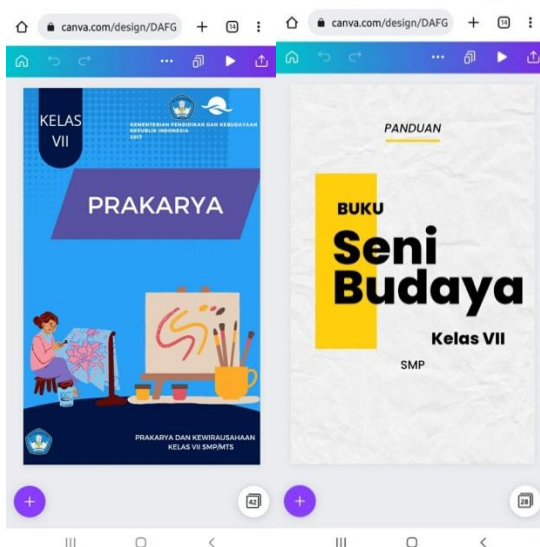 canva.com/design/DAFG
14
KELAS
VII
KEMENTERIAN PENDIDIKAN DAN KEBUDAYAAN
REPUBLIK INDONESIA
2017
PRAKARYA
PRAKARYA DAN KEWIRAUSAHAAN
KELAS VII SMP/MTS
42
canva.com/design/DAFG
14
PANDUAN
BUKU
Seni
Budaya
Kelas VII
SMP
28